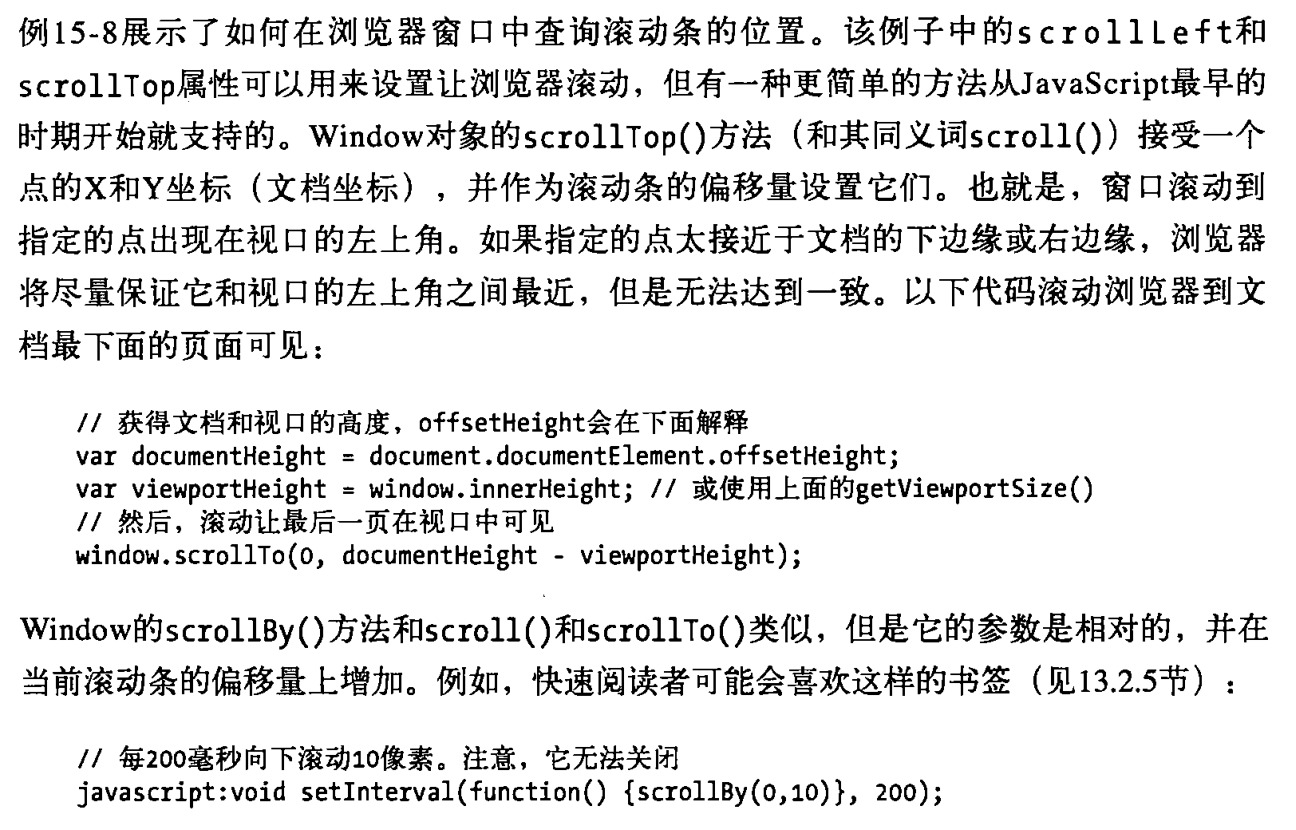 例15-8展示了如何在浏览器窗口中查询滚动条的位置。该例子中的scrollLeft和
scrollTop属性可以用来设置让浏览器滚动，但有一种更简单的方法从JavaScript最早的
时期开始就支持的。Window对象的scrollTop()方法（和其同义词scroll()）接受一个
点的X和Y坐标（文档坐标），并作为滚动条的偏移量设置它们。也就是，窗口滚动到
指定的点出现在视口的左上角。如果指定的点太接近于文档的下边缘或右边缘，浏览器
将尽量保证它和视口的左上角之间最近，但是无法达到一致。以下代码滚动浏览器到文
档最下面的页面可见：
// 获得文档和视口的高度，offsetHeight会在下面解释
var documentHeight = document.documentElement.offsetHeight;
var viewportHeight = window.innerHeight; // 或使用上面的getViewportSize()
// 然后，滚动让最后一页在视口中可见
window.scrollTo(0, documentHeight - viewportHeight);
Window的scrollBy()方法和scroll()和scrollTo()类似，但是它的参数是相对的，并在
当前滚动条的偏移量上增加。例如，快速阅读者可能会喜欢这样的书签（见13.2.5节）：
// 每200毫秒向下滚动10像素。注意，它无法关闭
javascript:void setInterval(function() {scrollBy(0,10)}, 200);